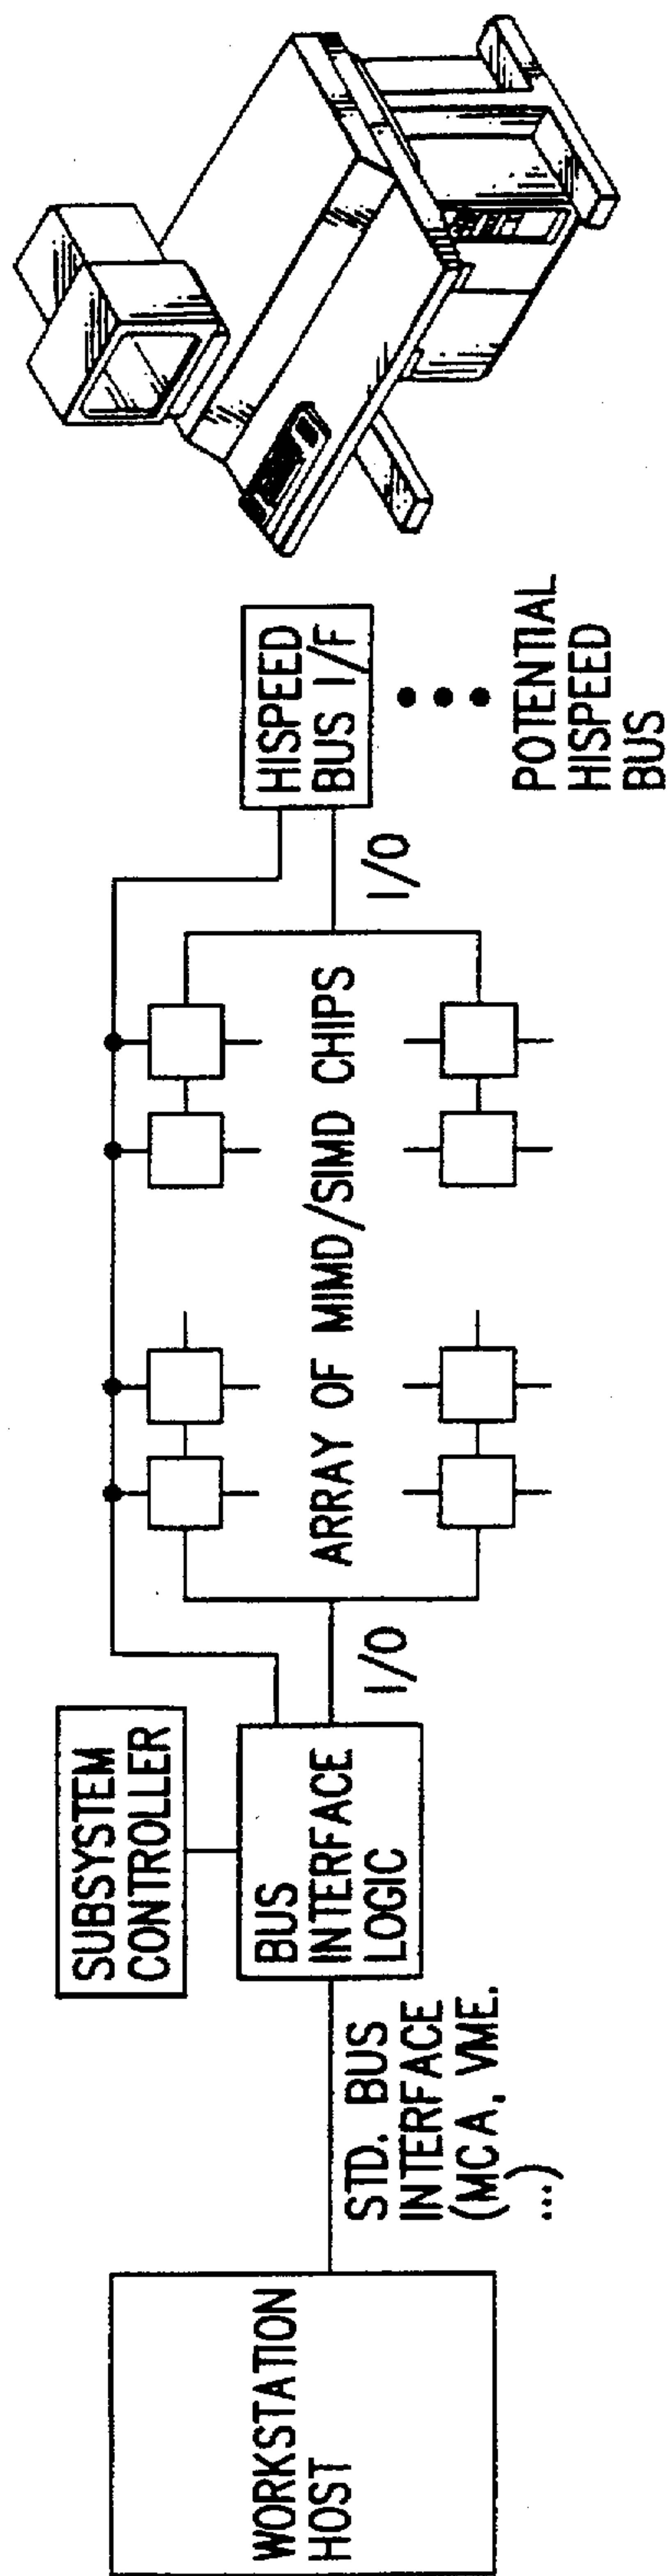 WORKSTATION
HOST
STD. BUS
INTERFACE
(MCA, VME.
...)
SUBSYSTEM
CONTROLLER
BUS
INTERFACE
LOGIC
I/O
ARRAY OF MIMD/SIMD CHIPS
I/O
HISPEED
BUS I/F
POTENTIAL
HISPEED
BUS